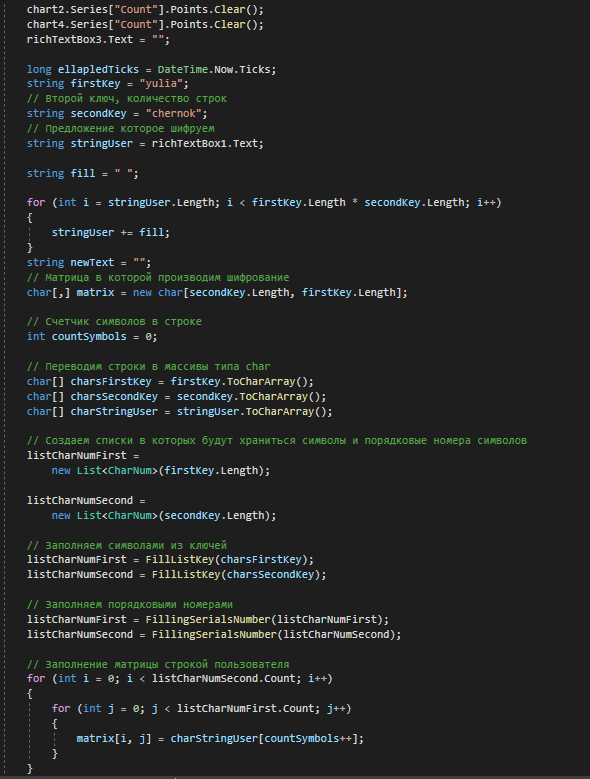 chart2.Series["Count"].Points.Clear();
chart4.Series["Count"].Points.Clear();
richTextBox3.Text = "";
long ellapledTicks = DateTime.Now.Ticks;
string firstKey = "yulia";
// Второй ключ, количество строк
string secondKey = "chernok";
// Предложение которое шифруем
string stringUser = richTextBox1.Text;
string fill = " ";
for (int i = stringUser.Length; i < firstKey.Length * secondKey.Length; i++)
{
stringUser += fill;
}
string newText = "";
// Матрица в которой производим шифрование
char[,] matrix = new char[secondKey.Length, firstKey.Length];
// Счетчик символов в строке
int countSymbols = 0;
// Переводим строки в массивы типа char
char[] charsFirstKey = firstKey.ToCharArray();
char[] charsSecondKey = secondKey.ToCharArray();
char[] charStringUser = stringUser.ToCharArray();
// Создаем списки в которых будут храниться символы и порядковые номера символов
listCharNumFirst =
new List<CharNum>(firstKey.Length);
listCharNumSecond =
new List<CharNum>(secondKey.Length);
// Заполняем символами из ключей
listCharNumFirst = FillListKey(charsFirstKey);
listCharNumSecond = FillListKey(charsSecondKey);
// Заполняем порядковыми номерами
listCharNumFirst = FillingSerialsNumber(listCharNumFirst);
listCharNumSecond = FillingSerialsNumber(listCharNumSecond);
// Заполнение матрицы строкой пользователя
for (int i = 0; i < listCharNumSecond.Count; i++)
{
for (int j = 0; j < listCharNumFirst.Count; j++)
{
matrix[i, j] = charStringUser[countSymbols++];
}
}